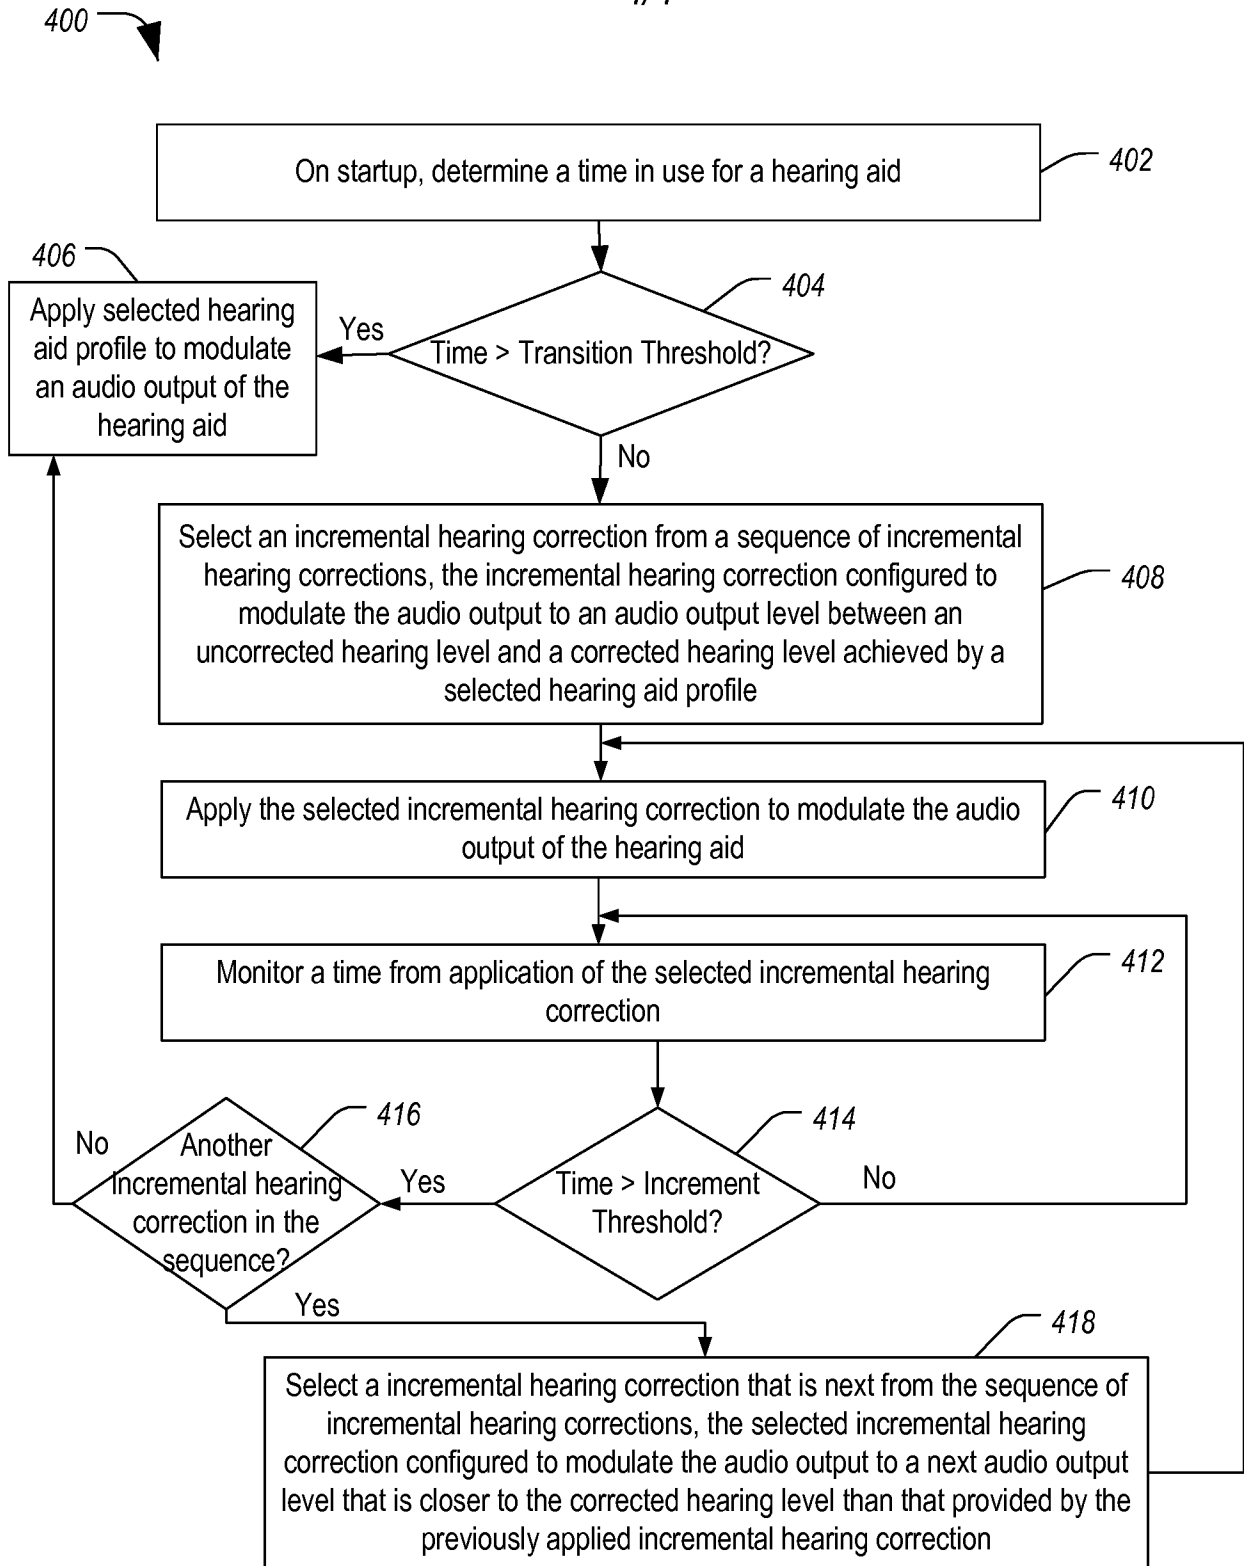 400
On startup, determine a time in use for a hearing aid
402
406
404
Apply selected hearing
aid profile to modulate
an audio output of the
hearing aid
Yes
Time > Transition Threshold?
No
Select an incremental hearing correction from a sequence of incremental
hearing corrections, the incremental hearing correction configured to
modulate the audio output to an audio output level between an
uncorrected hearing level and a corrected hearing level achieved by a
selected hearing aid profile
408
Apply the selected incremental hearing correction to modulate the audio
output of the hearing aid
410
Monitor a time from application of the selected incremental hearing
correction
412
416
414
No
Another
Incremental hearing
correction in the
sequence?
Yes
Time > Increment
Threshold?
No
Yes
418
Select a incremental hearing correction that is next from the sequence of
incremental hearing corrections, the selected incremental hearing
correction configured to modulate the audio output to a next audio output
level that is closer to the corrected hearing level than that provided by the
previously applied incremental hearing correction